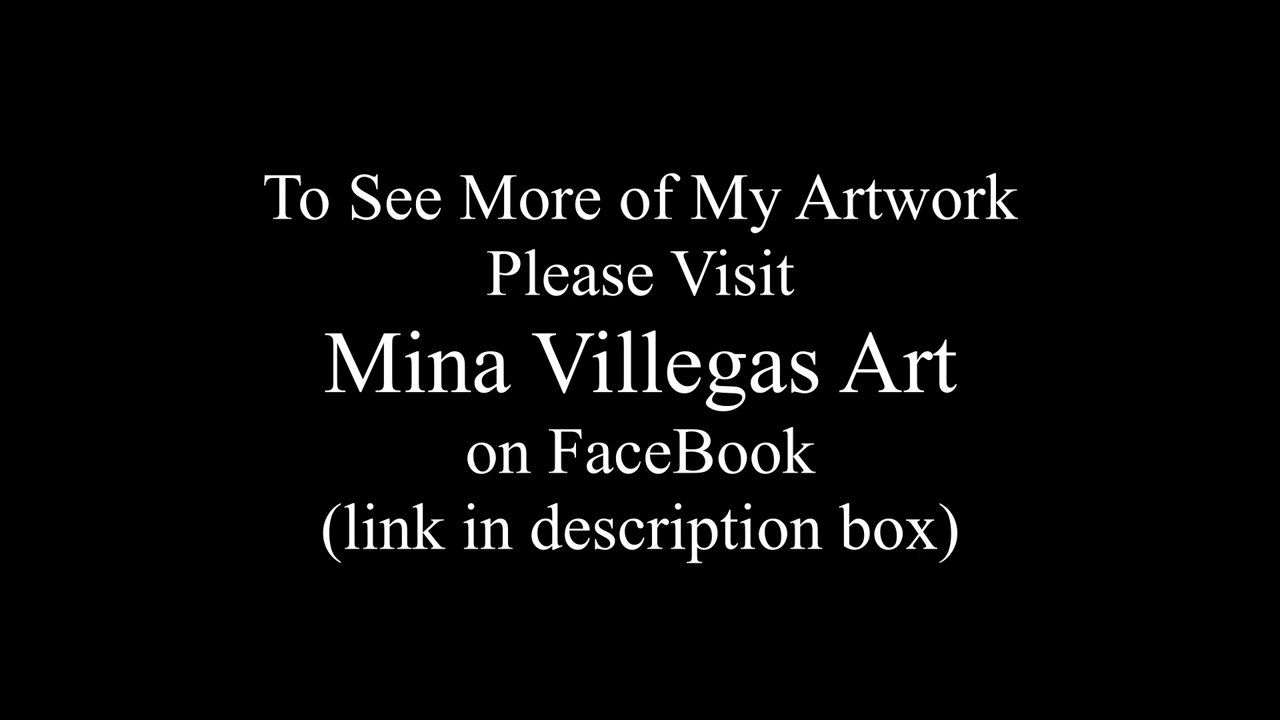 To See More of My Artwork
Please Visit
Mina Villegas Art
on FaceBook
(link in description box)